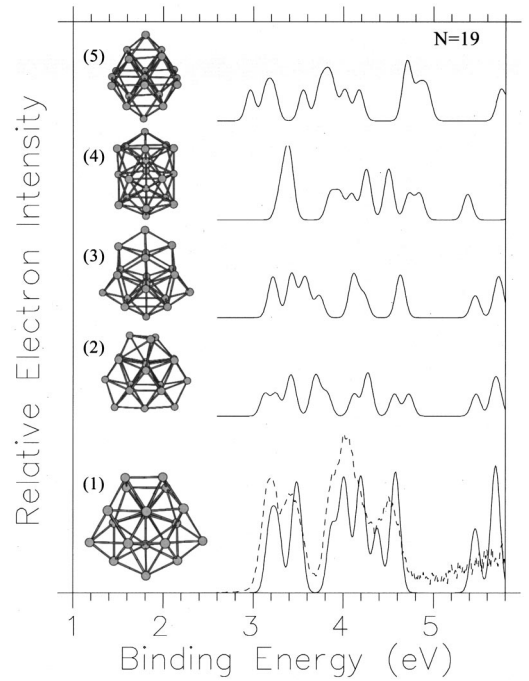 N=19
(5)
(4)
(3)
(2)
(1)
Relative Electron Intensity
1 2 3 4 5
Binding Energy (eV)